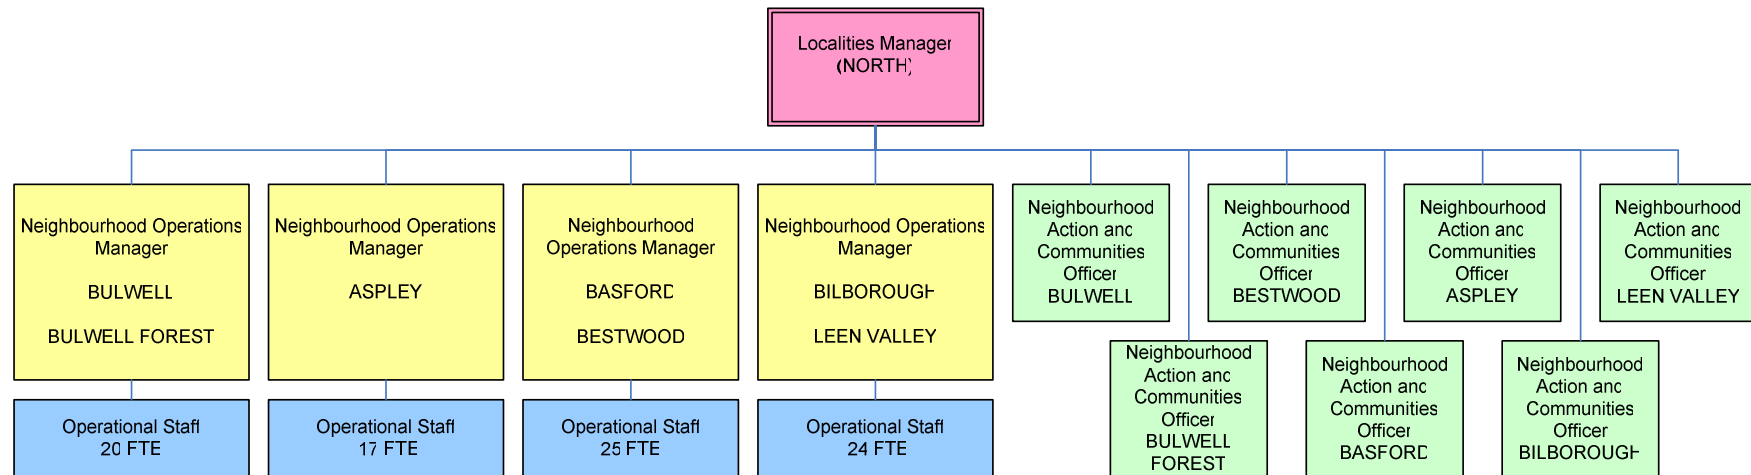 Localities Manager
(NORTH)
Neighbourhood Operations
Manager
BULWELL
BULWELL FOREST
Neighbourhood Operations
Manager
ASPLEY
Neighbourhood
Operations Manager
BASFORD
BESTWOOD
Neighbourhood Operations
Manager
BILBOROUGH
LEEN VALLEY
Neighbourhood
Action and
Communities
Officer
BULWELL
Neighbourhood
Action and
Communities
Officer
BESTWOOD
Neighbourhood
Action and
Communities
Officer
ASPLEY
Neighbourhood
Action and
Communities
Officer
LEEN VALLEY
Neighbourhood
Action and
Communities
Officer
BULWELL
FOREST
Neighbourhood
Action and
Communities
Officer
BASFORD
Neighbourhood
Action and
Communities
Officer
BILBOROUGH
Operational Staff
20 FTE
Operational Staff
17 FTE
Operational Staff
25 FTE
Operational Staff
24 FTE